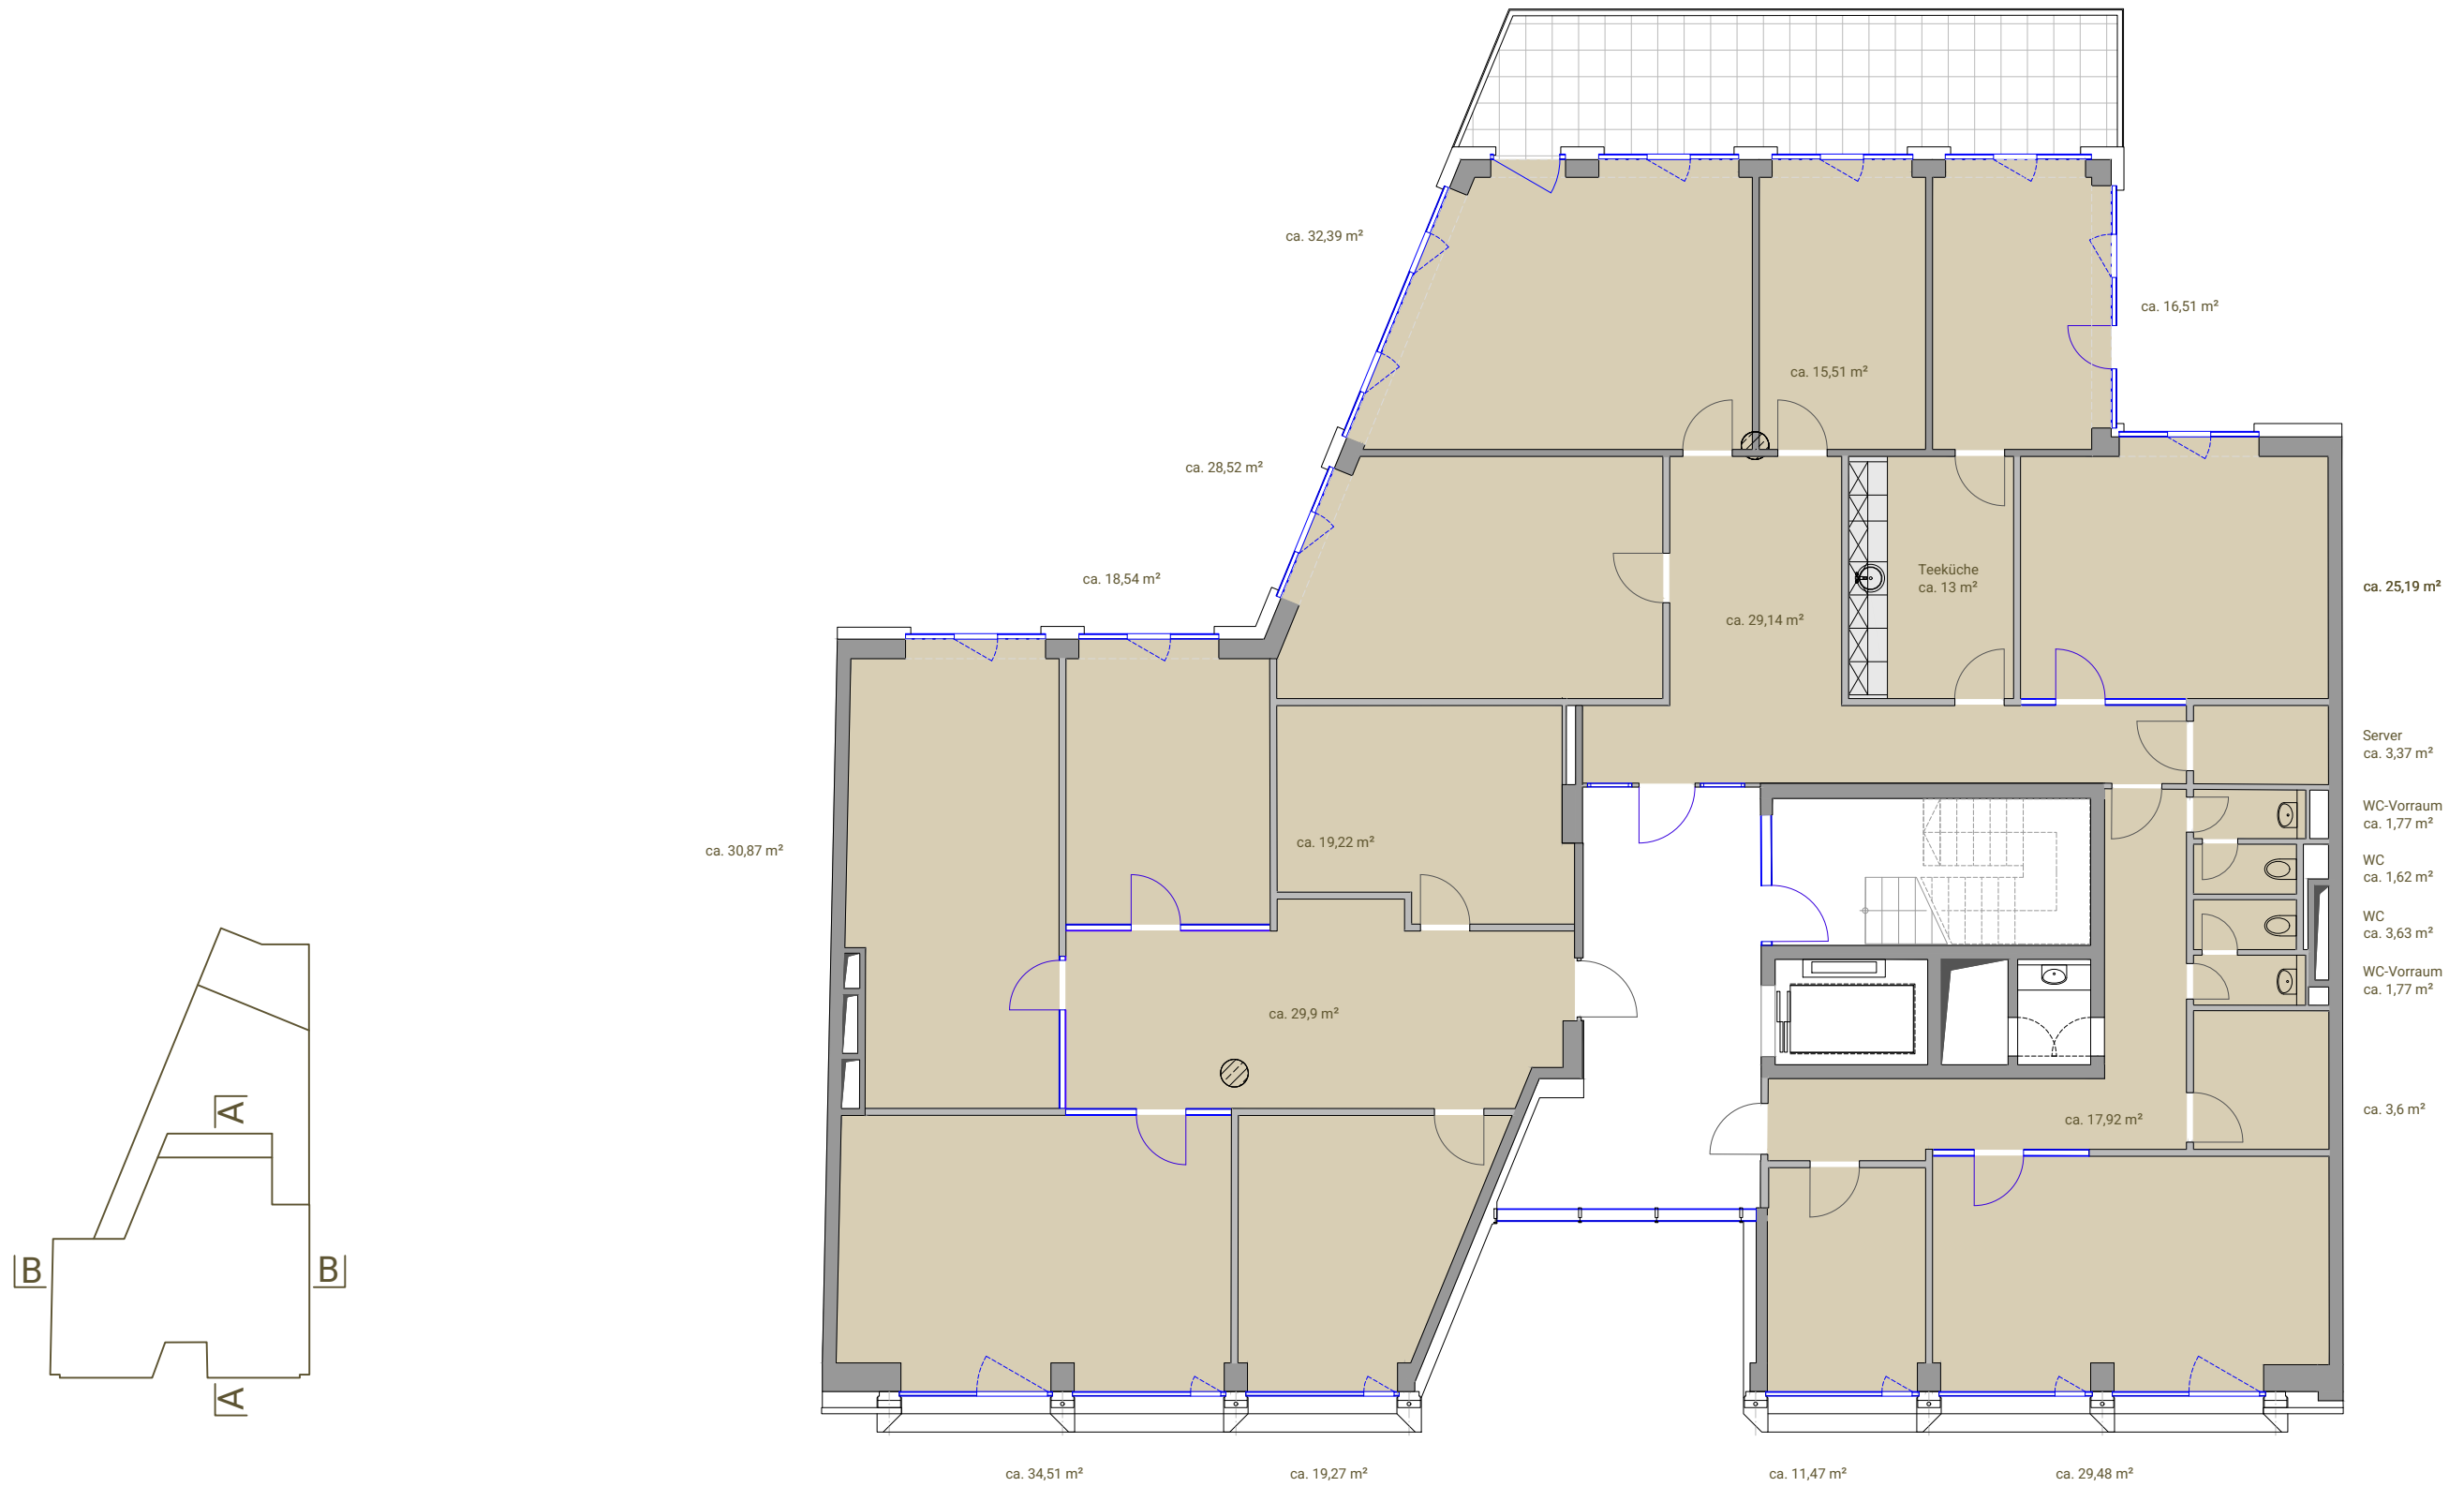 ca. 32,39 m²
ca. 16,51 m²
ca. 15,51 m²
ca. 28,52 m²
ca. 18,54 m²
Teeküche
ca. 13 m²
ca. 25,19 m²
ca. 29,14 m²
Server
ca. 3,37 m²
WC-Vorraum
ca. 1,77 m²
ca. 19,22 m²
ca. 30,87 m²
WC
ca. 1,62 m²
WC
ca. 3,63 m²
WC-Vorraum
ca. 1,77 m²
ca. 29,9 m²
ca. 3,6 m²
ca. 17,92 m²
A
B
B
A
ca. 34,51 m²
ca. 19,27 m²
ca. 11,47 m²
ca. 29,48 m²